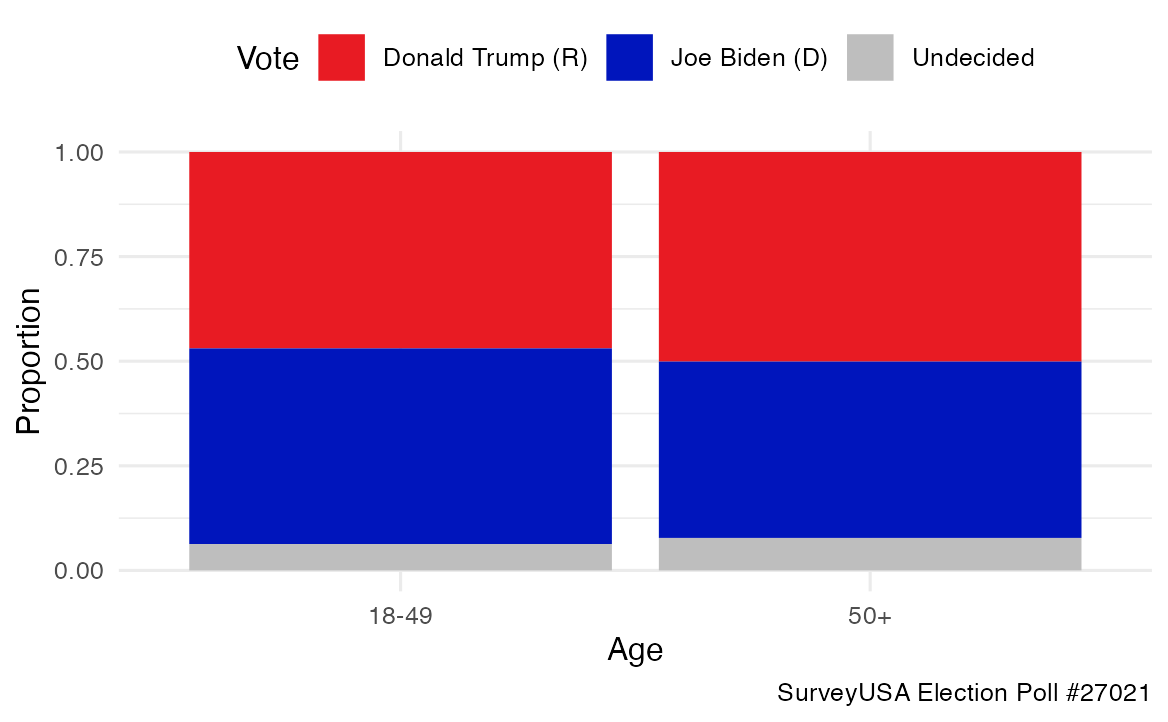 Vote Donald Trump (R) Joe Biden (D) Undecided
1.00
0.75
0.50
0.25
0.00
Proportion
18-49 50+
Age
SurveyUSA Election Poll #27021